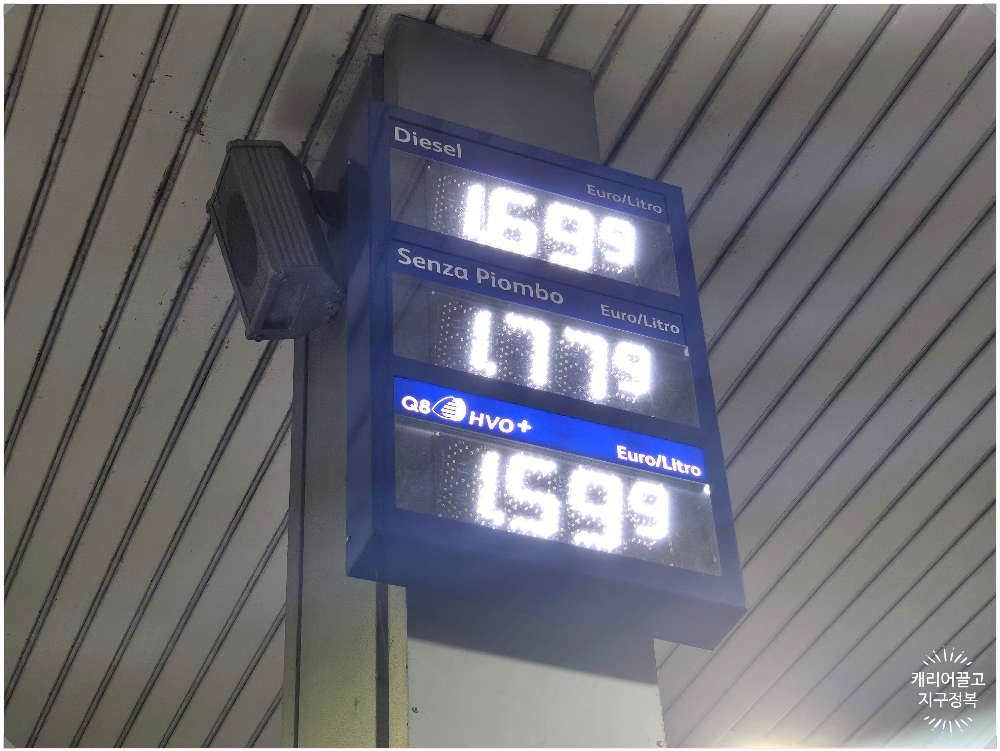 Diesel
Euro/Litro
1.699
Senza Piombo
Euro/Litro
1.779
Q8 HVO+
Euro/Litro
1.599
캐리어끌고
지구정복